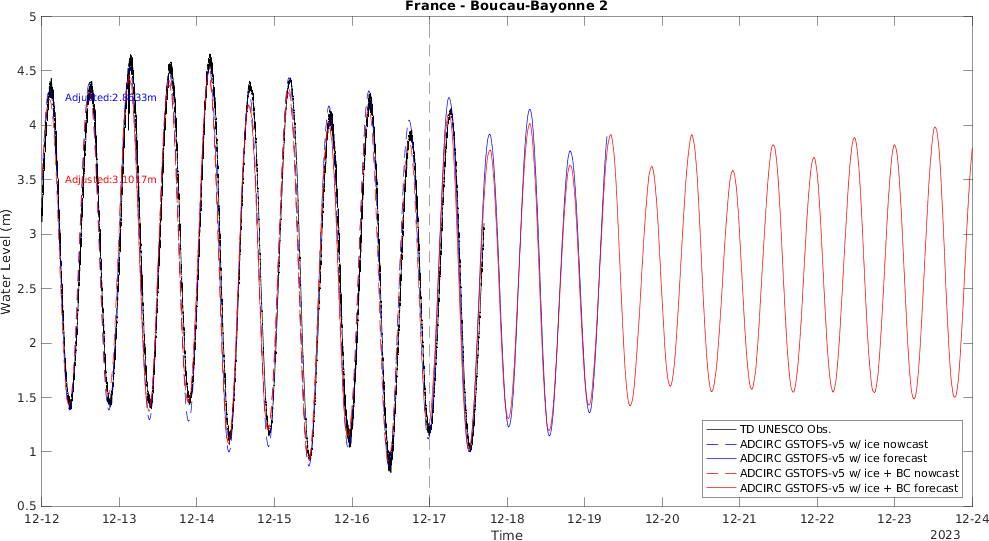 France - Boucau-Bayonne 2
5
4.5
4
3.5
3
2.5
2
1.5
1
0.5
Water Level (m)
Adjusted:2.8633m
Adjusted:3.1017m
TD UNESCO Obs.
ADCIRC GSTOFS-v5 w/ ice nowcast
ADCIRC GSTOFS-v5 w/ ice forecast
ADCIRC GSTOFS-v5 w/ ice + BC nowcast
ADCIRC GSTOFS-v5 w/ ice + BC forecast
12-12 12-13 12-14 12-15 12-16 12-17 12-18 12-19 12-20 12-21 12-22 12-23 12-24
Time
2023